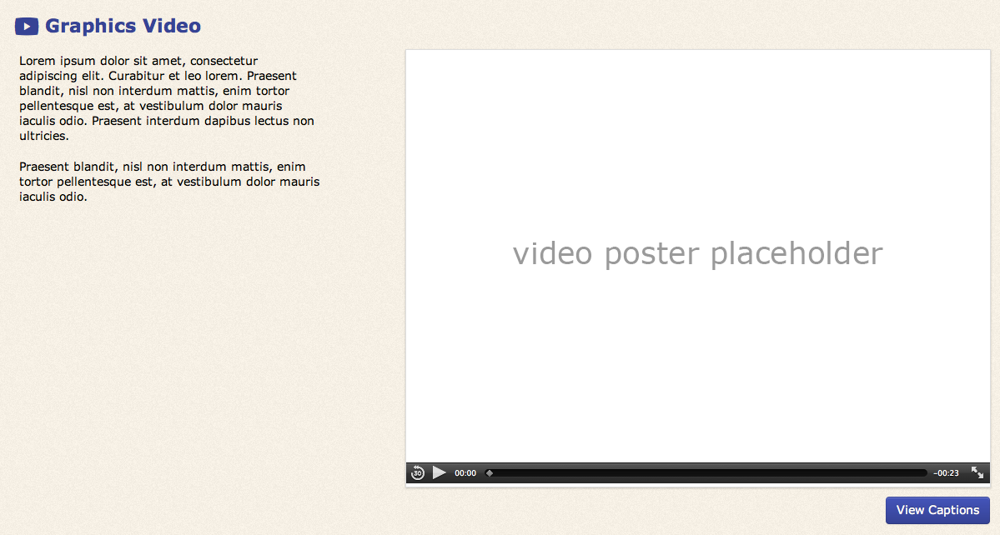 Graphics Video
Lorem ipsum dolor sit amet, consectetur
adipiscing elit. Curabitur et leo lorem. Praesent
blandit, nisl non interdum mattis, enim tortor
pellentesque est, at vestibulum dolor mauris
iaculis odio. Praesent interdum dapibus lectus non
ultricies.
Praesent blandit, nisl non interdum mattis, enim
tortor pellentesque est, at vestibulum dolor mauris
iaculis odio.
video poster placeholder
30
00:00
-00:23
View Captions